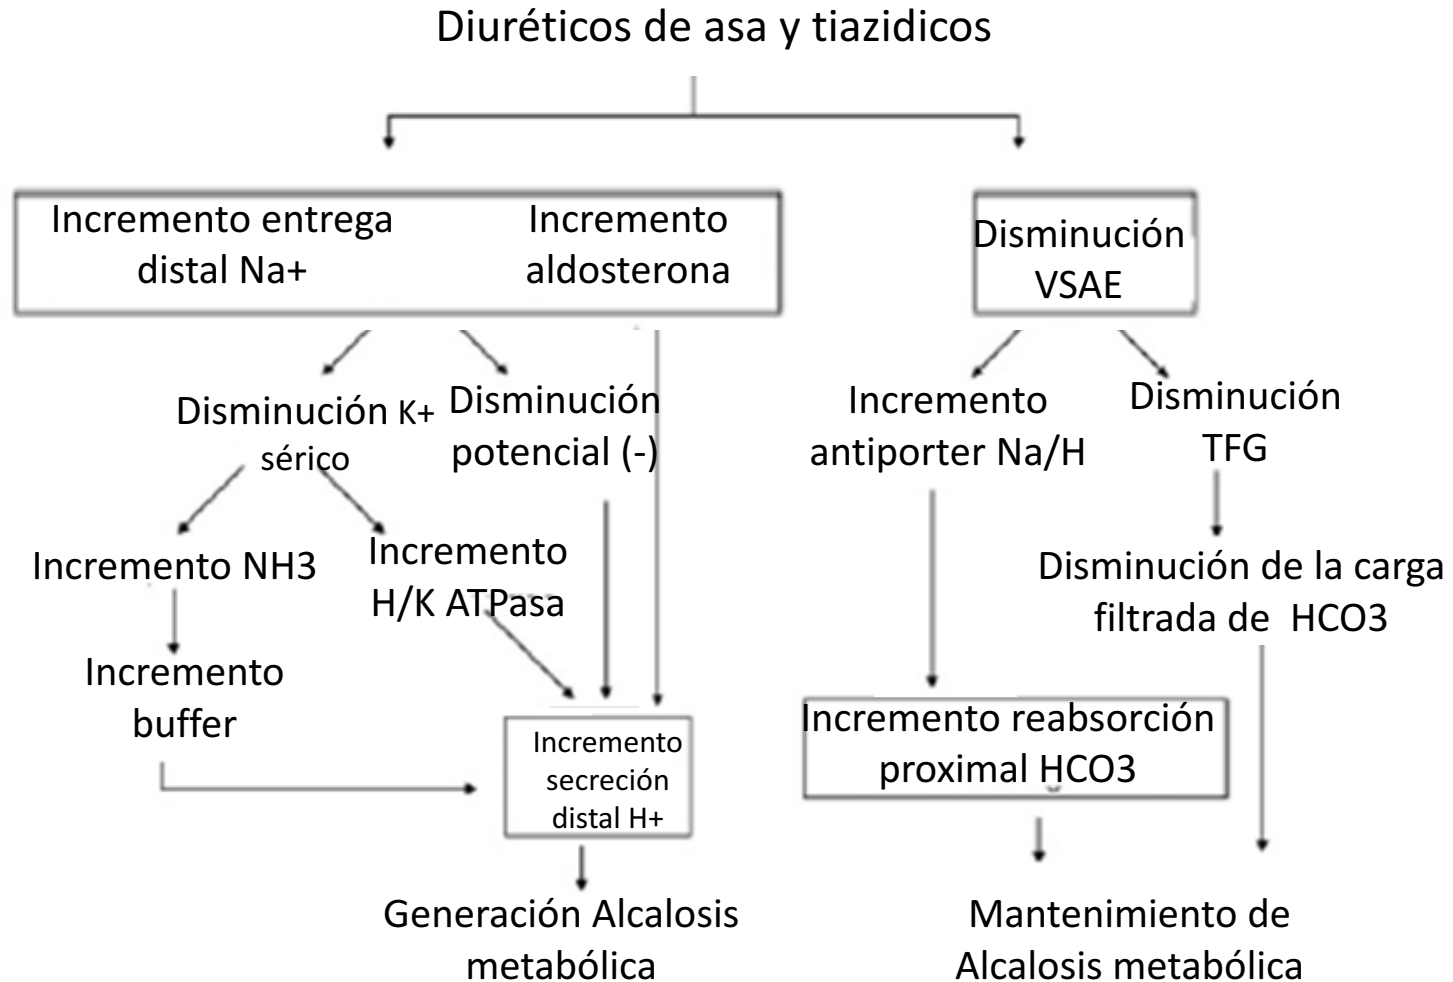 Diuréticos de asa y tiazidicos
Incremento entrega
distal Na+
Incremento
aldosterona
Disminución
VSAE
Disminución K+
sérico
Disminución
potencial (-)
Incremento
antiporter Na/H
Disminución
TFG
Incremento NH3
Incremento
H/K ATPasa
Disminución de la carga
filtrada de HCO3
Incremento
buffer
Incremento
secreción
distal H+
Incremento reabsorción
proximal HCO3
Generación Alcalosis
metabólica
Mantenimiento de
Alcalosis metabólica